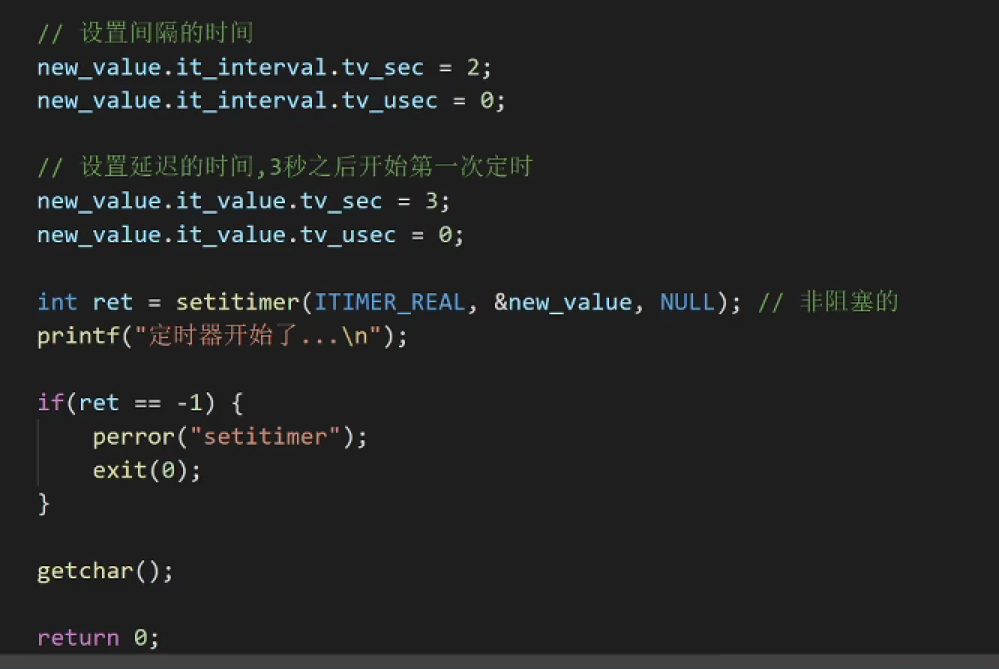 // 设置间隔的时间
new_value.it_interval.tv_sec = 2;
new_value.it_interval.tv_usec = 0;
// 设置延迟的时间,3秒之后开始第一次定时
new_value.it_value.tv_sec = 3;
new_value.it_value.tv_usec = 0;
int ret = setitimer(ITIMER_REAL, &new_value, NULL); // 非阻塞的
printf("定时器开始了...\n");
if(ret == -1) {
perror("setitimer");
exit(0);
}
getchar();
return 0;